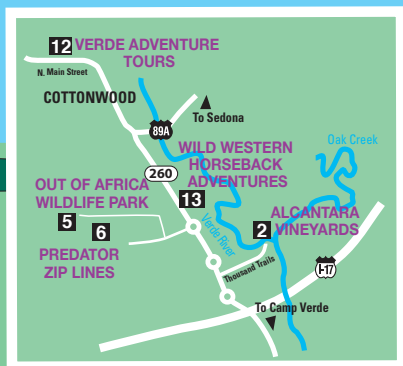 12 VERDE ADVENTURE
TOURS
N. Main Street
COTTONWOOD
89A
To Sedona
Oak Creek
260
WILD WESTERN
HORSEBACK
ADVENTURES
13
OUT OF AFRICA
WILDLIFE PARK
5
6
PREDATOR
ZIP LINES
Verde River
2
ALCANTARA
VINEYARDS
Thousand Trails
I-17
To Camp Verde